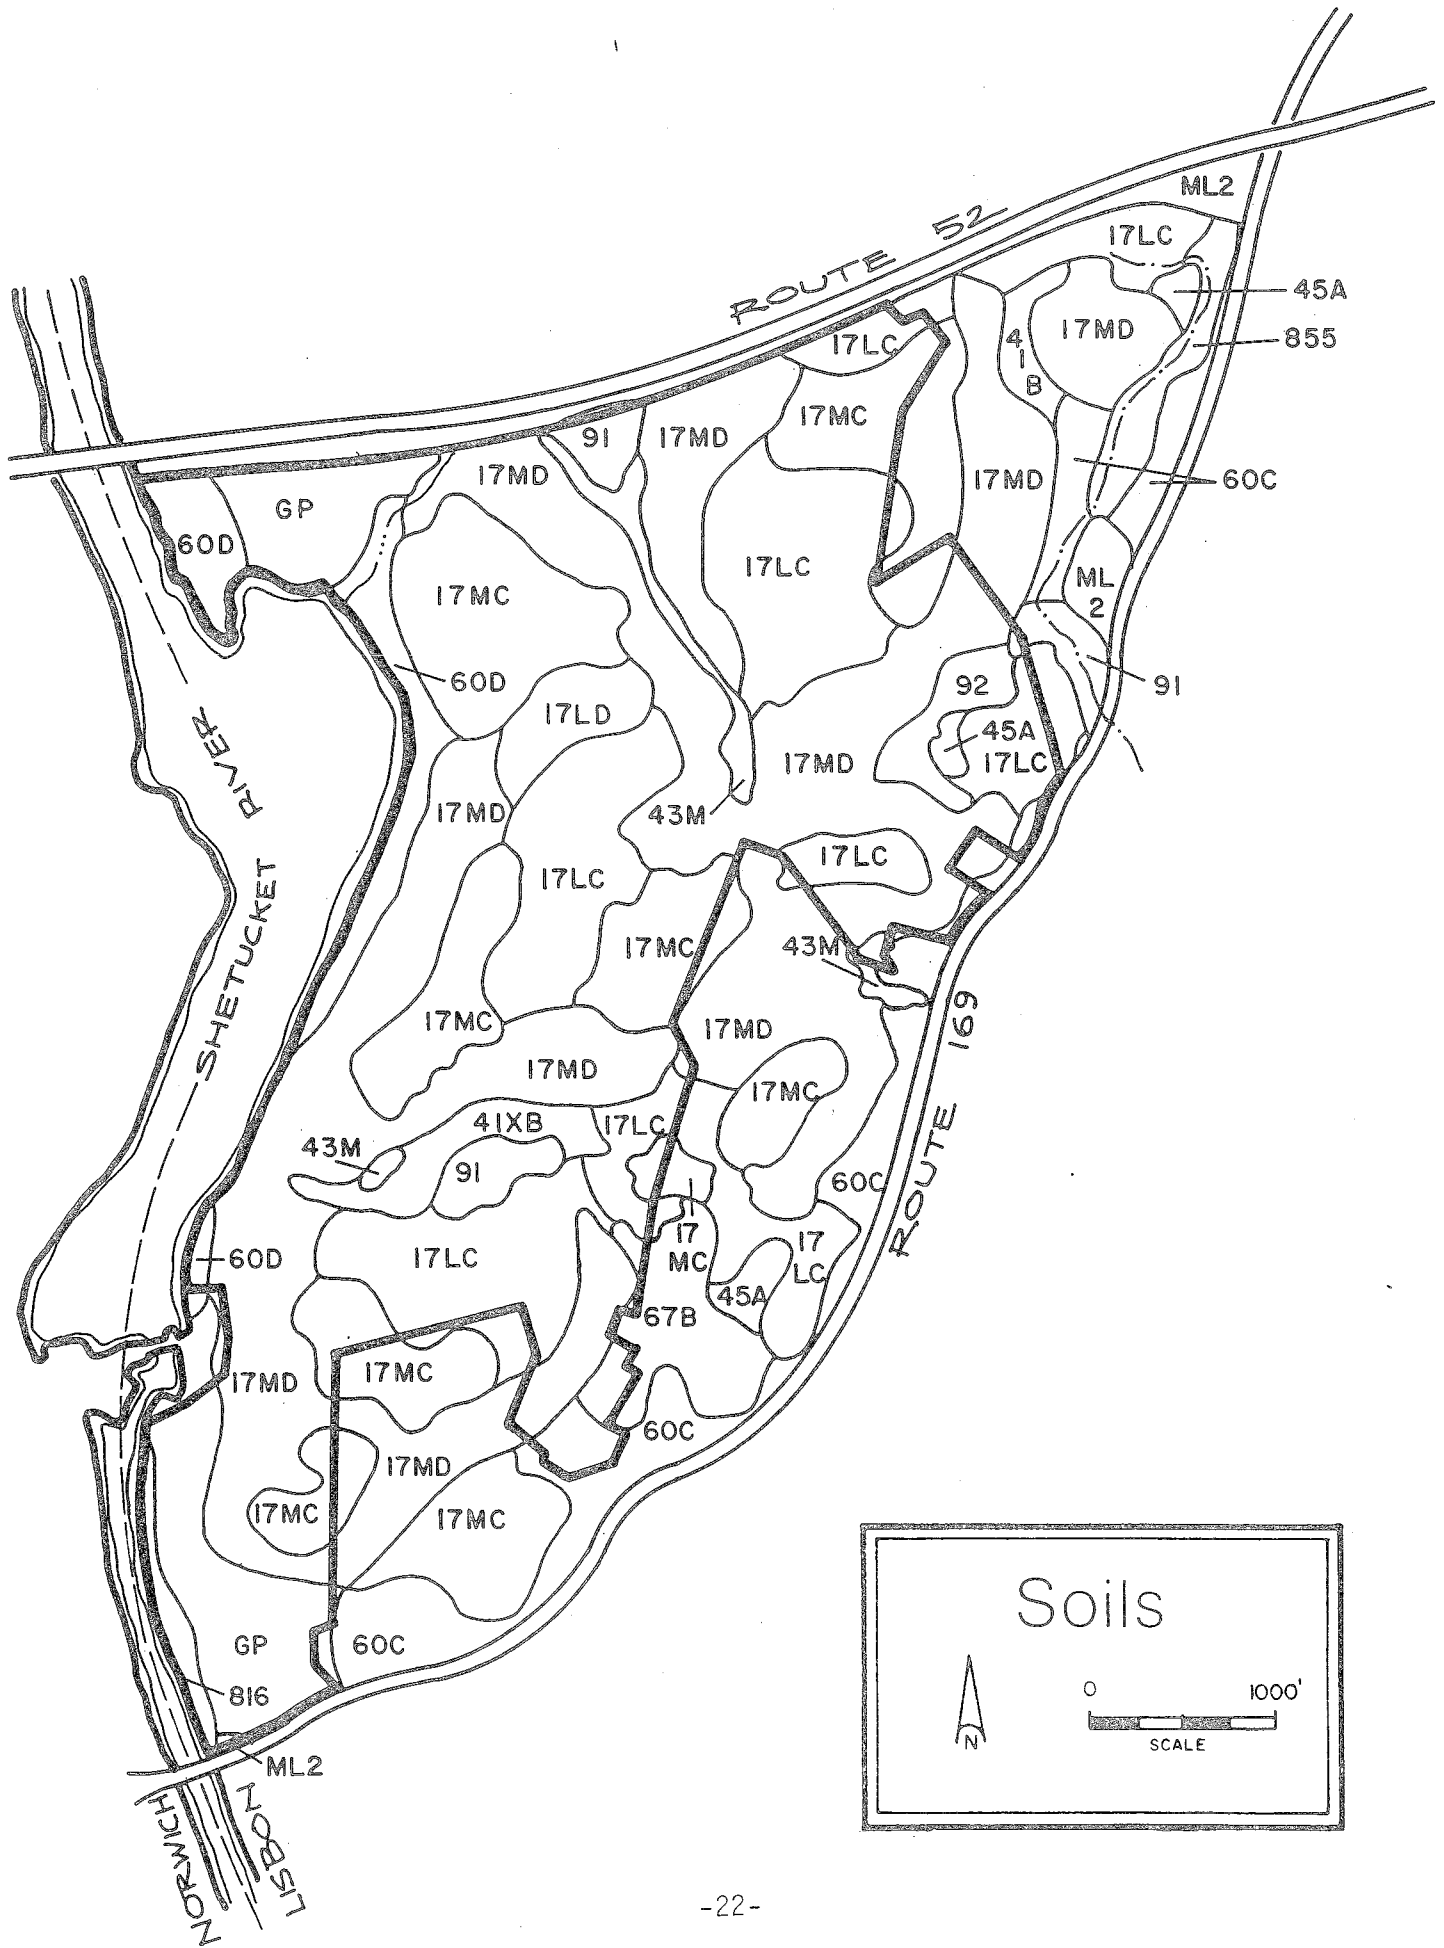 ML2
ROUTE 52
17LC
45A
17MD
855
17LC
41B
17MC
91
17MD
17MD
17MD
60C
GP
60D
17LC
17MC
ML
2
60D
92
91
17LD
45A
17LC
17MD
43M
17MD
SHETUCKET RIVER
17LC
17LC
17MC
43M
17MC
17MD
ROUTE 169
17MD
17MC
41XB
17LC
43M
91
60C
17
MC
17
LC
60D
17LC
45A
67B
17MC
17MD
60C
17MD
17MC
17MC
GP
60C
816
ML2
NORWICH
LISBON
Soils
N
0 1000'
SCALE
-22-